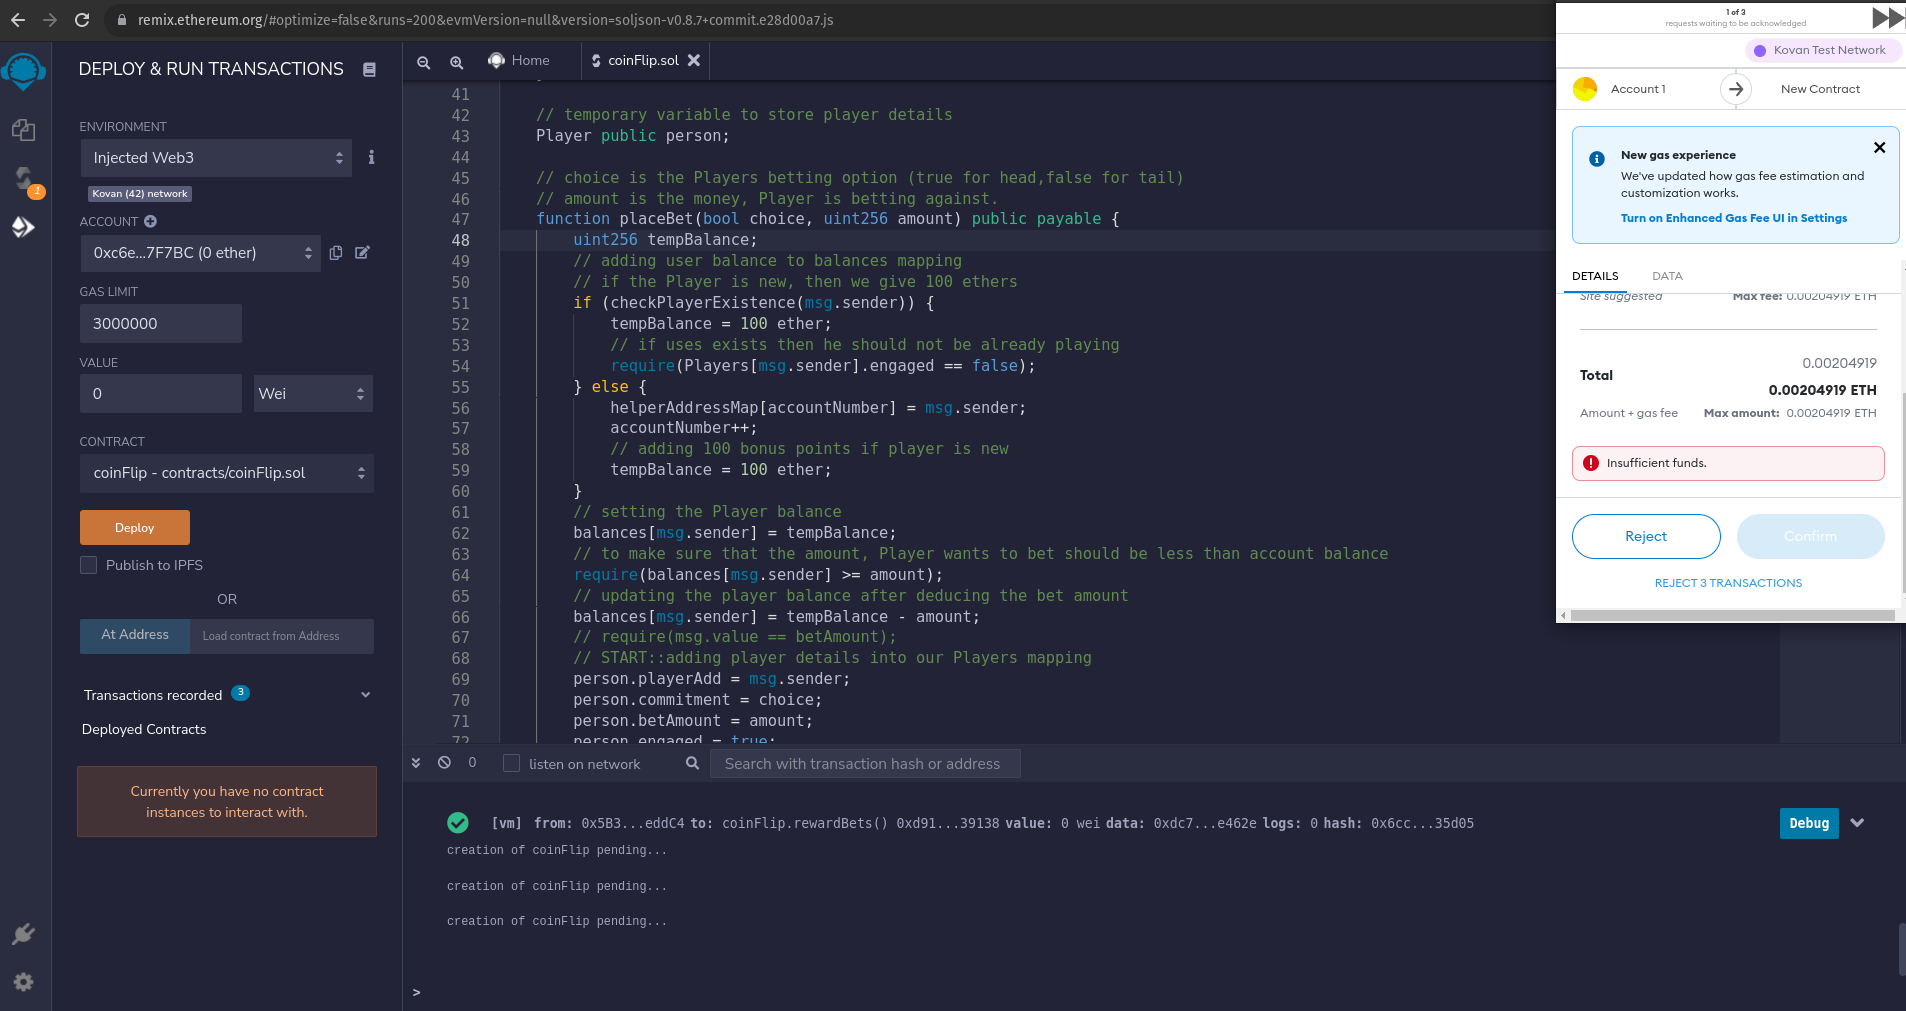 remix.ethereum.org/#optimize=false&runs=200&evmVersion=null&version=soljson-v0.8.7+commit.e28d00a7.js
DEPLOY & RUN TRANSACTIONS
ENVIRONMENT
Injected Web3
Kovan (42) network
ACCOUNT
0xc6e...7F7BC (0 ether)
GAS LIMIT
3000000
VALUE
0
Wei
CONTRACT
coinFlip - contracts/coinFlip.sol
Deploy
Publish to IPFS
OR
At Address
Load contract from Address
Transactions recorded 3
Deployed Contracts
Currently you have no contract
instances to interact with.
1
Home
coinFlip.sol
41
42 // temporary variable to store player details
43 Player public person;
44
45 // choice is the Players betting option (true for head,false for tail)
46 // amount is the money, Player is betting against.
47 function placeBet(bool choice, uint256 amount) public payable {
48 uint256 tempBalance;
49 // adding user balance to balances mapping
50 // if the Player is new, then we give 100 ethers
51 if (checkPlayerExistence(msg.sender)) {
52 tempBalance = 100 ether;
53 // if uses exists then he should not be already playing
54 require(Players[msg.sender].engaged == false);
55 } else {
56 helperAddressMap[accountNumber] = msg.sender;
57 accountNumber++;
58 // adding 100 bonus points if player is new
59 tempBalance = 100 ether;
60 }
61 // setting the Player balance
62 balances[msg.sender] = tempBalance;
63 // to make sure that the amount, Player wants to bet should be less than account balance
64 require(balances[msg.sender] >= amount);
65 // updating the player balance after deducing the bet amount
66 balances[msg.sender] = tempBalance - amount;
67 // require(msg.value == betAmount);
68 // START::adding player details into our Players mapping
69 person.playerAdd = msg.sender;
70 person.commitment = choice;
71 person.betAmount = amount;
72 person.engaged = true;
0
listen on network
Search with transaction hash or address
[vm] from: 0x5B3...eddC4 to: coinFlip.rewardBets() 0xd91...39138 value: 0 wei data: 0xdc7...e462e logs: 0 hash: 0x6cc...35d05
Debug
creation of coinFlip pending...
creation of coinFlip pending...
creation of coinFlip pending...
>
1 of 3
requests waiting to be acknowledged
Kovan Test Network
Account 1
New Contract
New gas experience
We've updated how gas fee estimation and
customization works.
Turn on Enhanced Gas Fee UI in Settings
DETAILS
DATA
Site suggested
Max fee: 0.00204919 ETH
0.00204919
Total
0.00204919 ETH
Amount + gas fee
Max amount: 0.00204919 ETH
Insufficient funds.
Reject
Confirm
REJECT 3 TRANSACTIONS